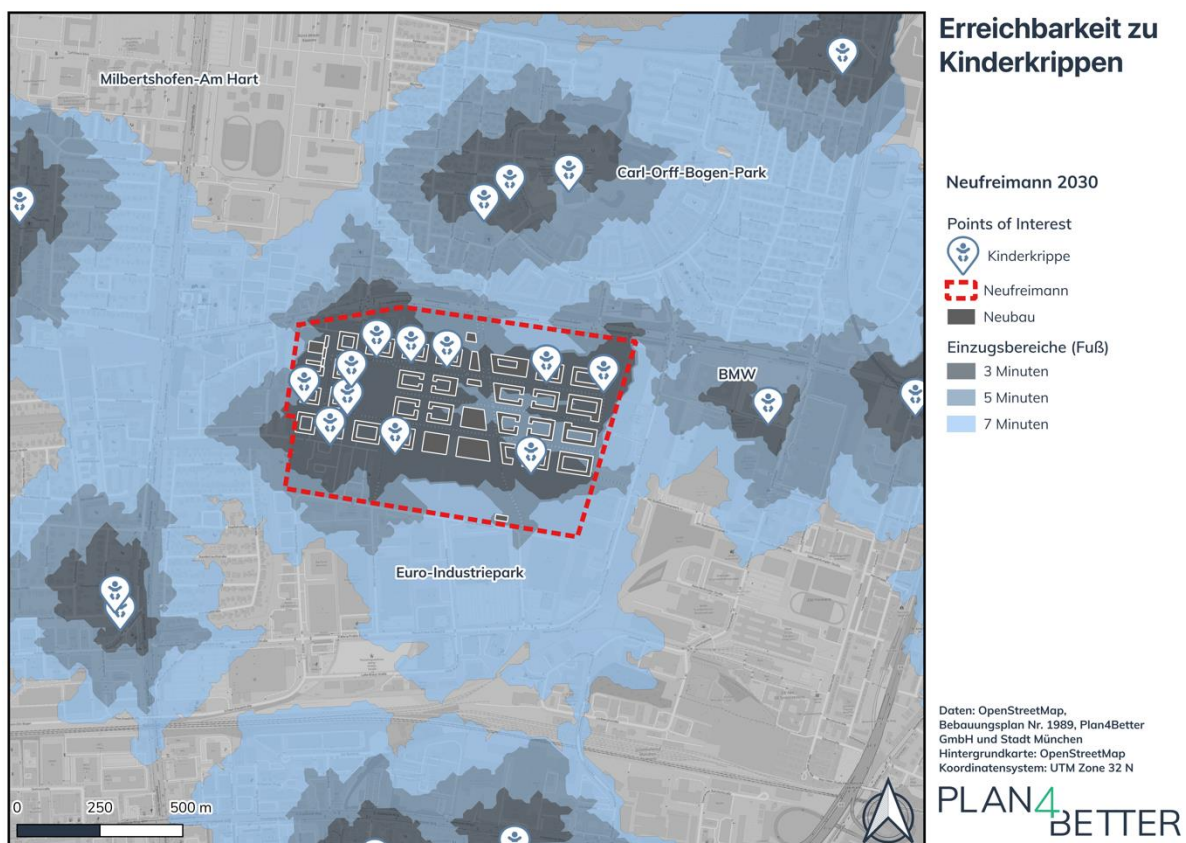 Erreichbarkeit zu
Kinderkrippen
Milbertshofen-Am Hart
Carl-Orff-Bogen-Park
BMW
Euro-Industriepark
0 250 500 m
Neufreimann 2030
Points of Interest
Kinderkrippe
Neufreimann
Neubau
Einzugsbereiche (Fuß)
3 Minuten
5 Minuten
7 Minuten
Daten: OpenStreetMap,
Bebauungsplan Nr. 1989, Plan4Better
GmbH und Stadt München
Hintergrundkarte: OpenStreetMap
Koordinatensystem: UTM Zone 32 N
PLAN4
BETTER